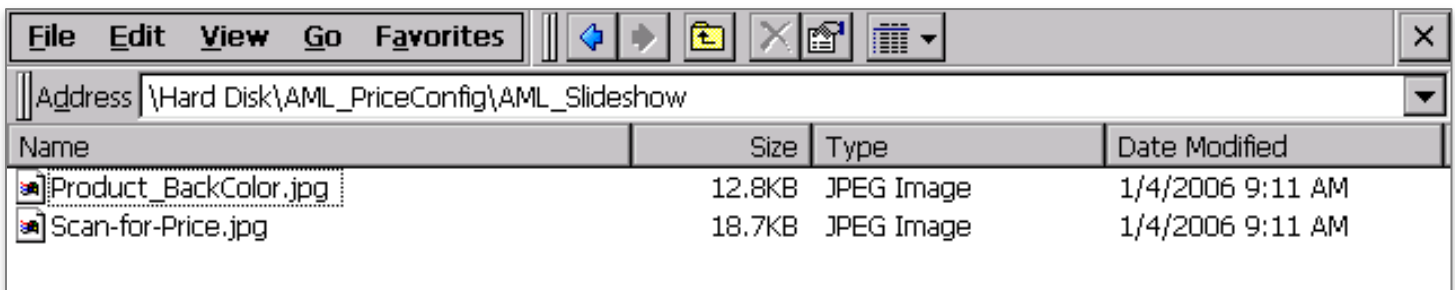 File Edit View Go Favorites
Address \Hard Disk\AML_PriceConfig\AML_Slideshow
Name Size Type Date Modified
Product_BackColor.jpg 12.8KB JPEG Image 1/4/2006 9:11 AM
Scan-for-Price.jpg 18.7KB JPEG Image 1/4/2006 9:11 AM